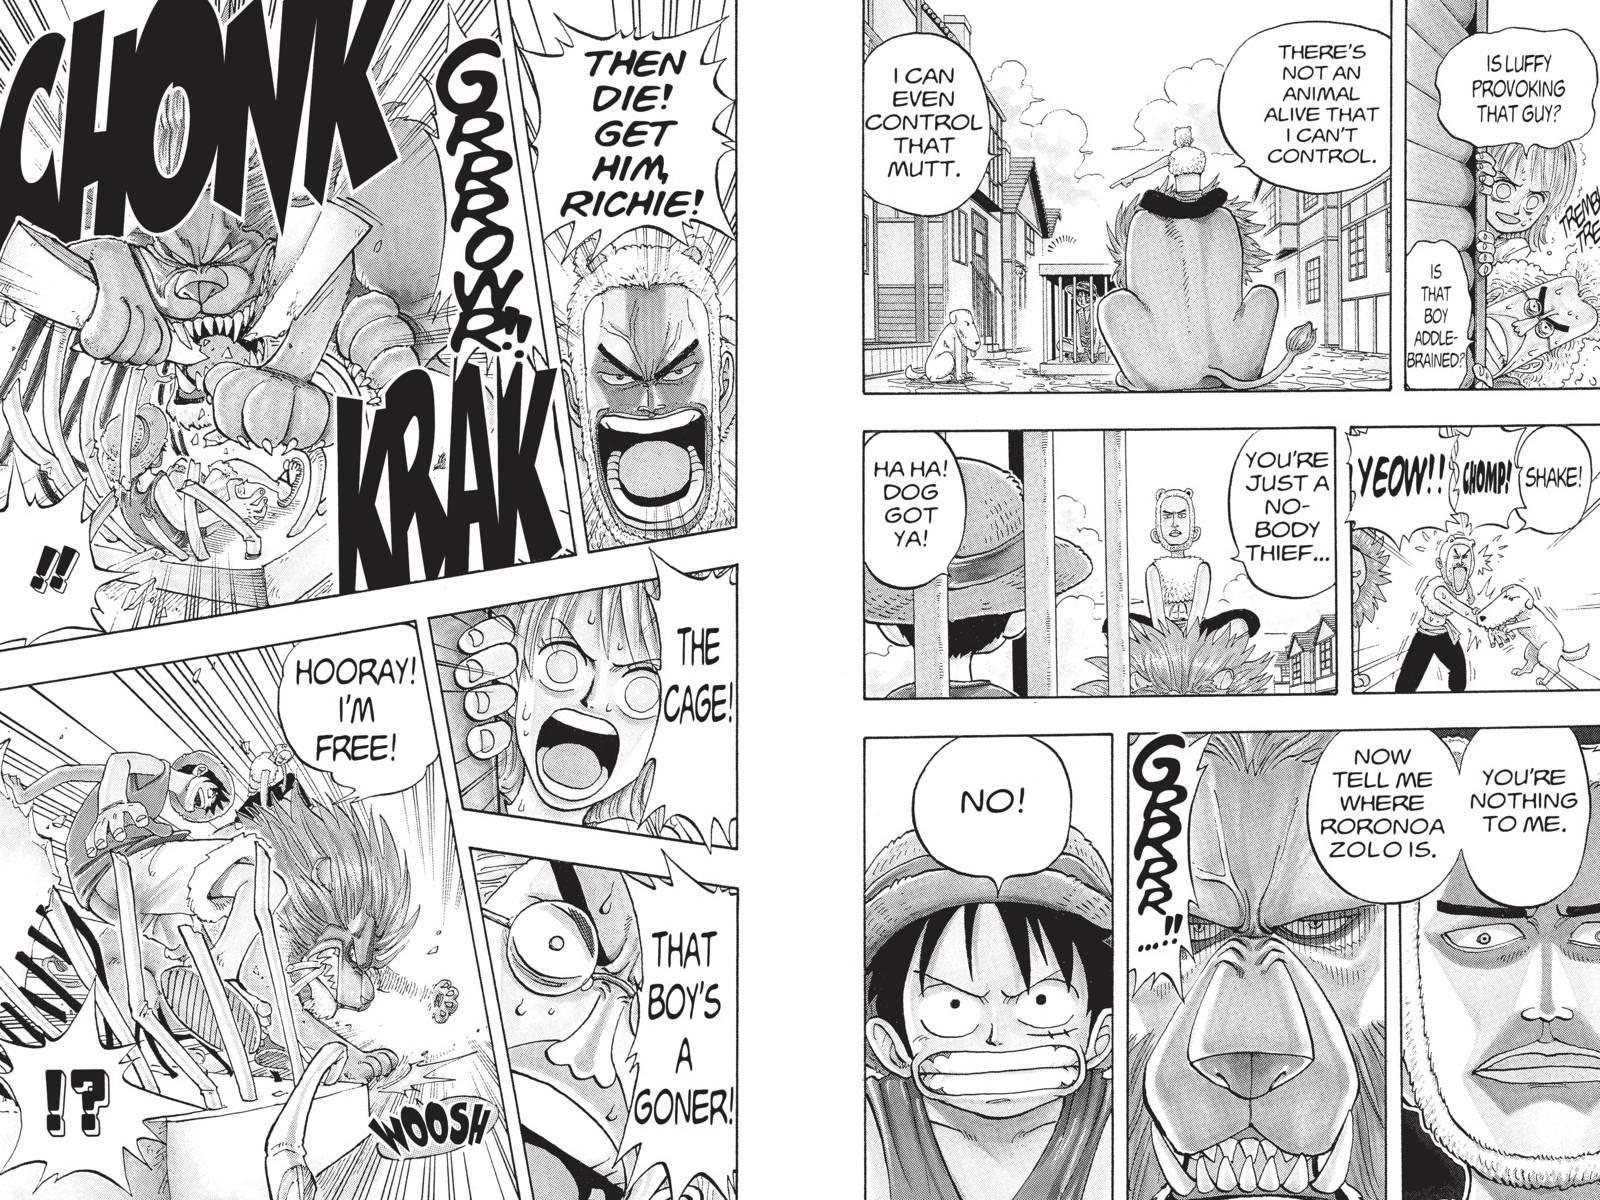 IS LUFFY
PROVOKING
THAT GUY?
IS
THAT
BOY
ADDLE-
BRAINED?
THERE'S
NOT AN
ANIMAL
ALIVE THAT
I CAN'T
CONTROL.
I CAN
EVEN
CONTROL
THAT
MUTT.
SHAKE!
CHOMP!
YEOW!!
YOU'RE
JUST A
NO-
BODY
THIEF...
HA HA!
DOG
GOT
YA!
YOU'RE
NOTHING
TO ME.
NOW
TELL ME
WHERE
RORONOA
ZOLO IS.
GRRR...!!
NO!
THEN
DIE!
GET
HIM,
RICHIE!
GRRROWR!!
CHONK
KRAK
!!
THE
CAGE!
HOORAY!
I'M
FREE!
THAT
BOY'S
A
GONER!
WOOSH
!?